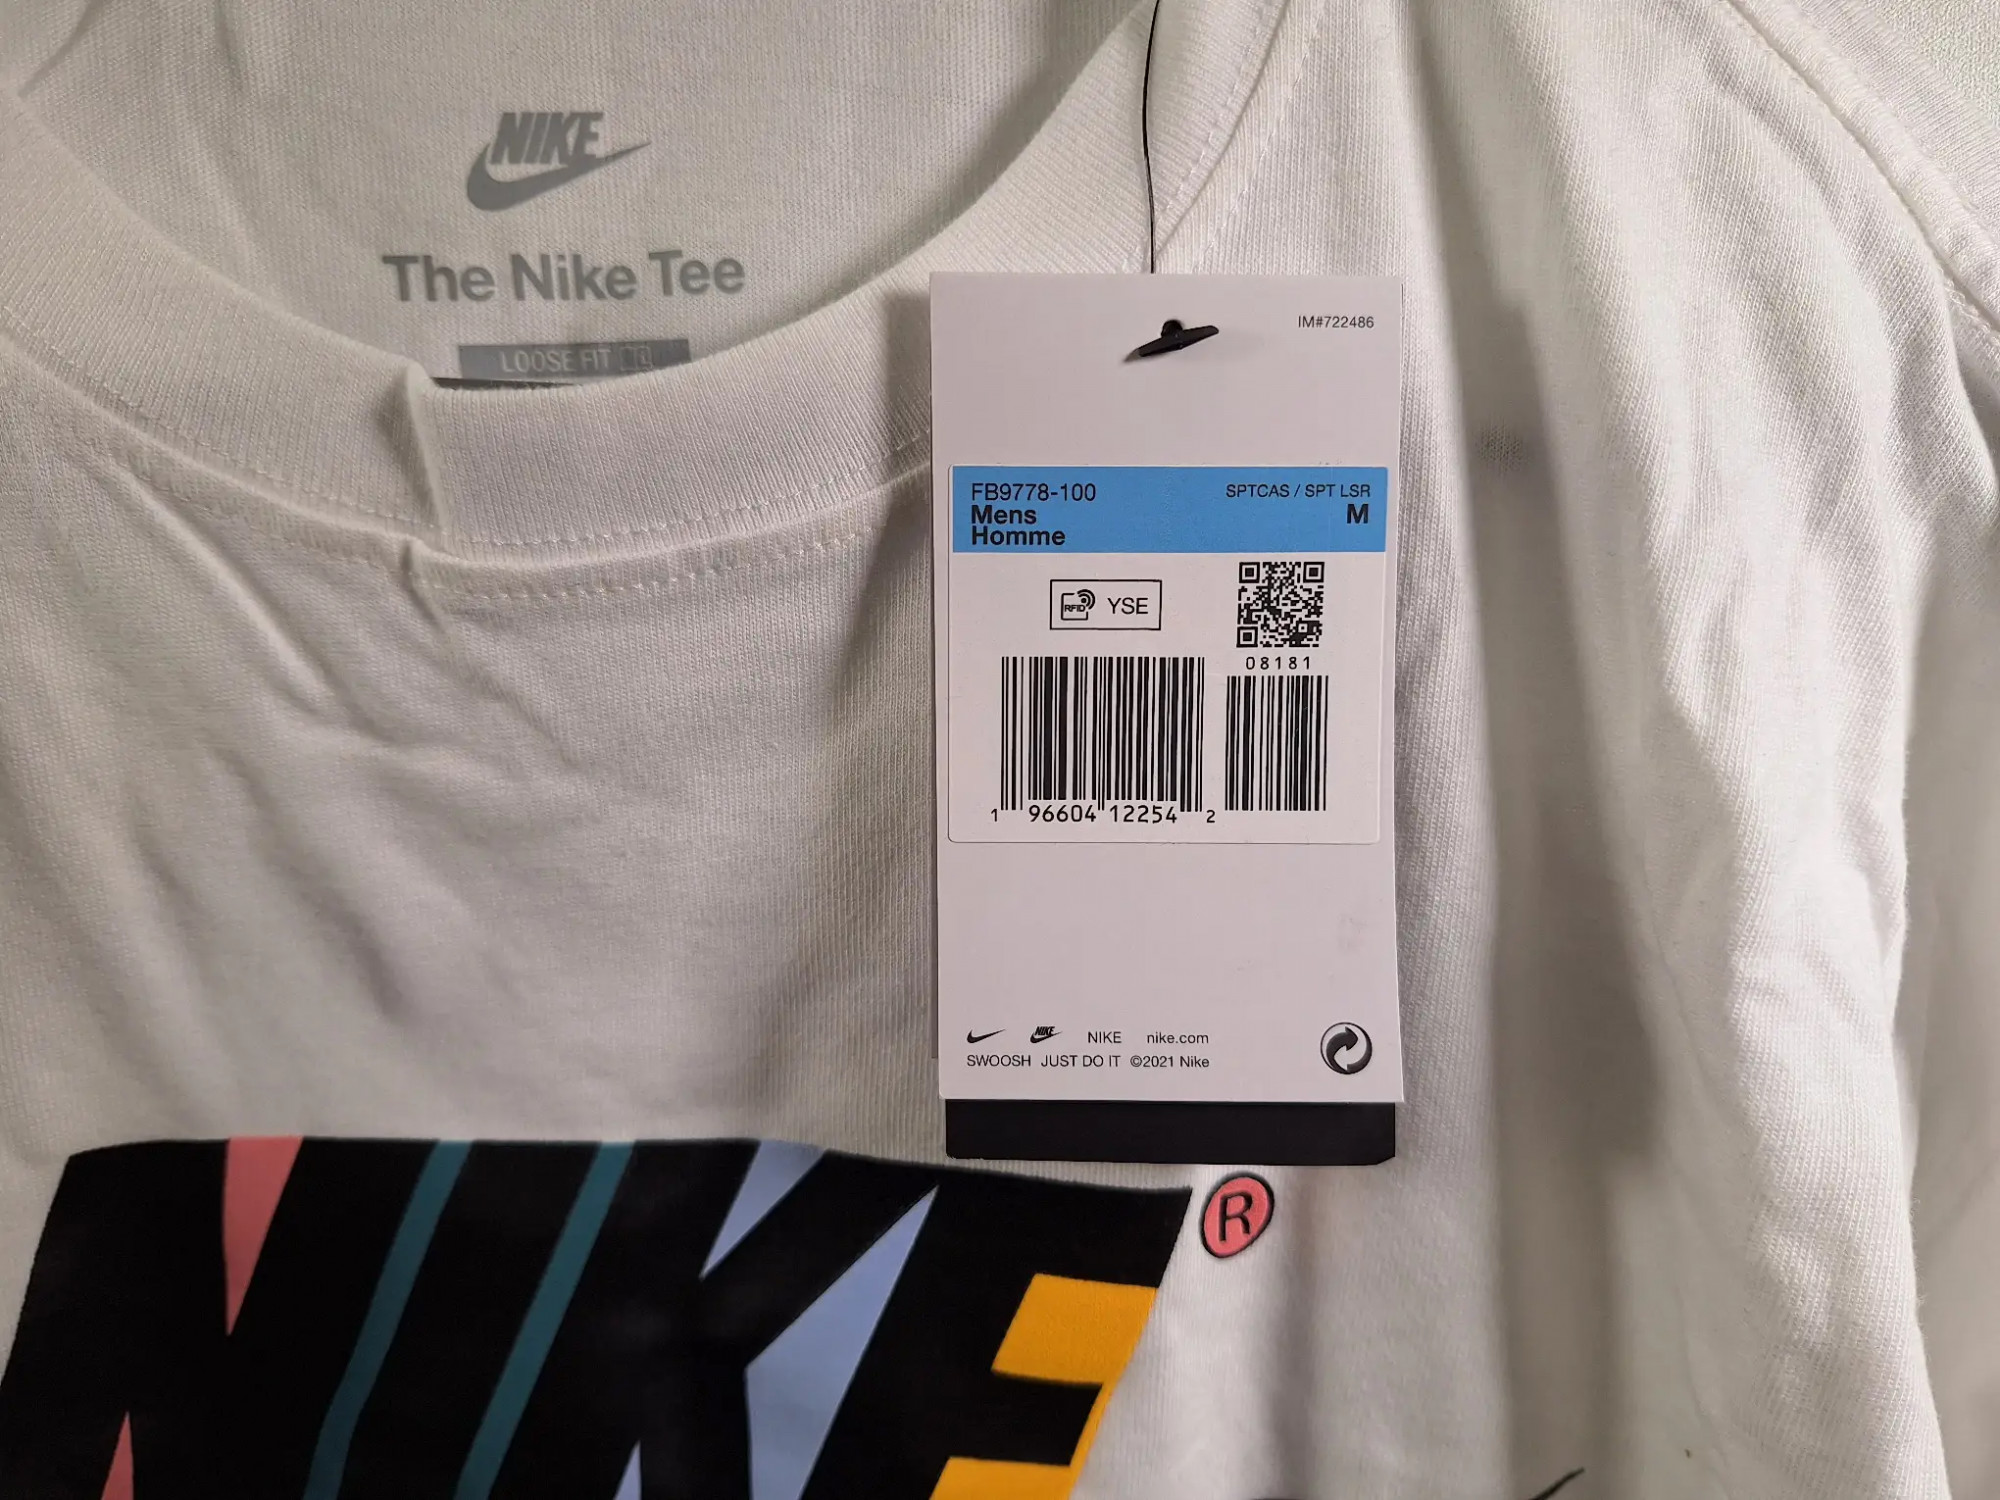 NIKE
The Nike Tee
LOOSE FIT
IM#722486
FB9778-100
SPTCAS / SPT LSR
Mens
M
Homme
RFID YSE
08181
1 96604 12254 2
NIKE NIKE nike.com
SWOOSH JUST DO IT ©2021 Nike
NIKE®